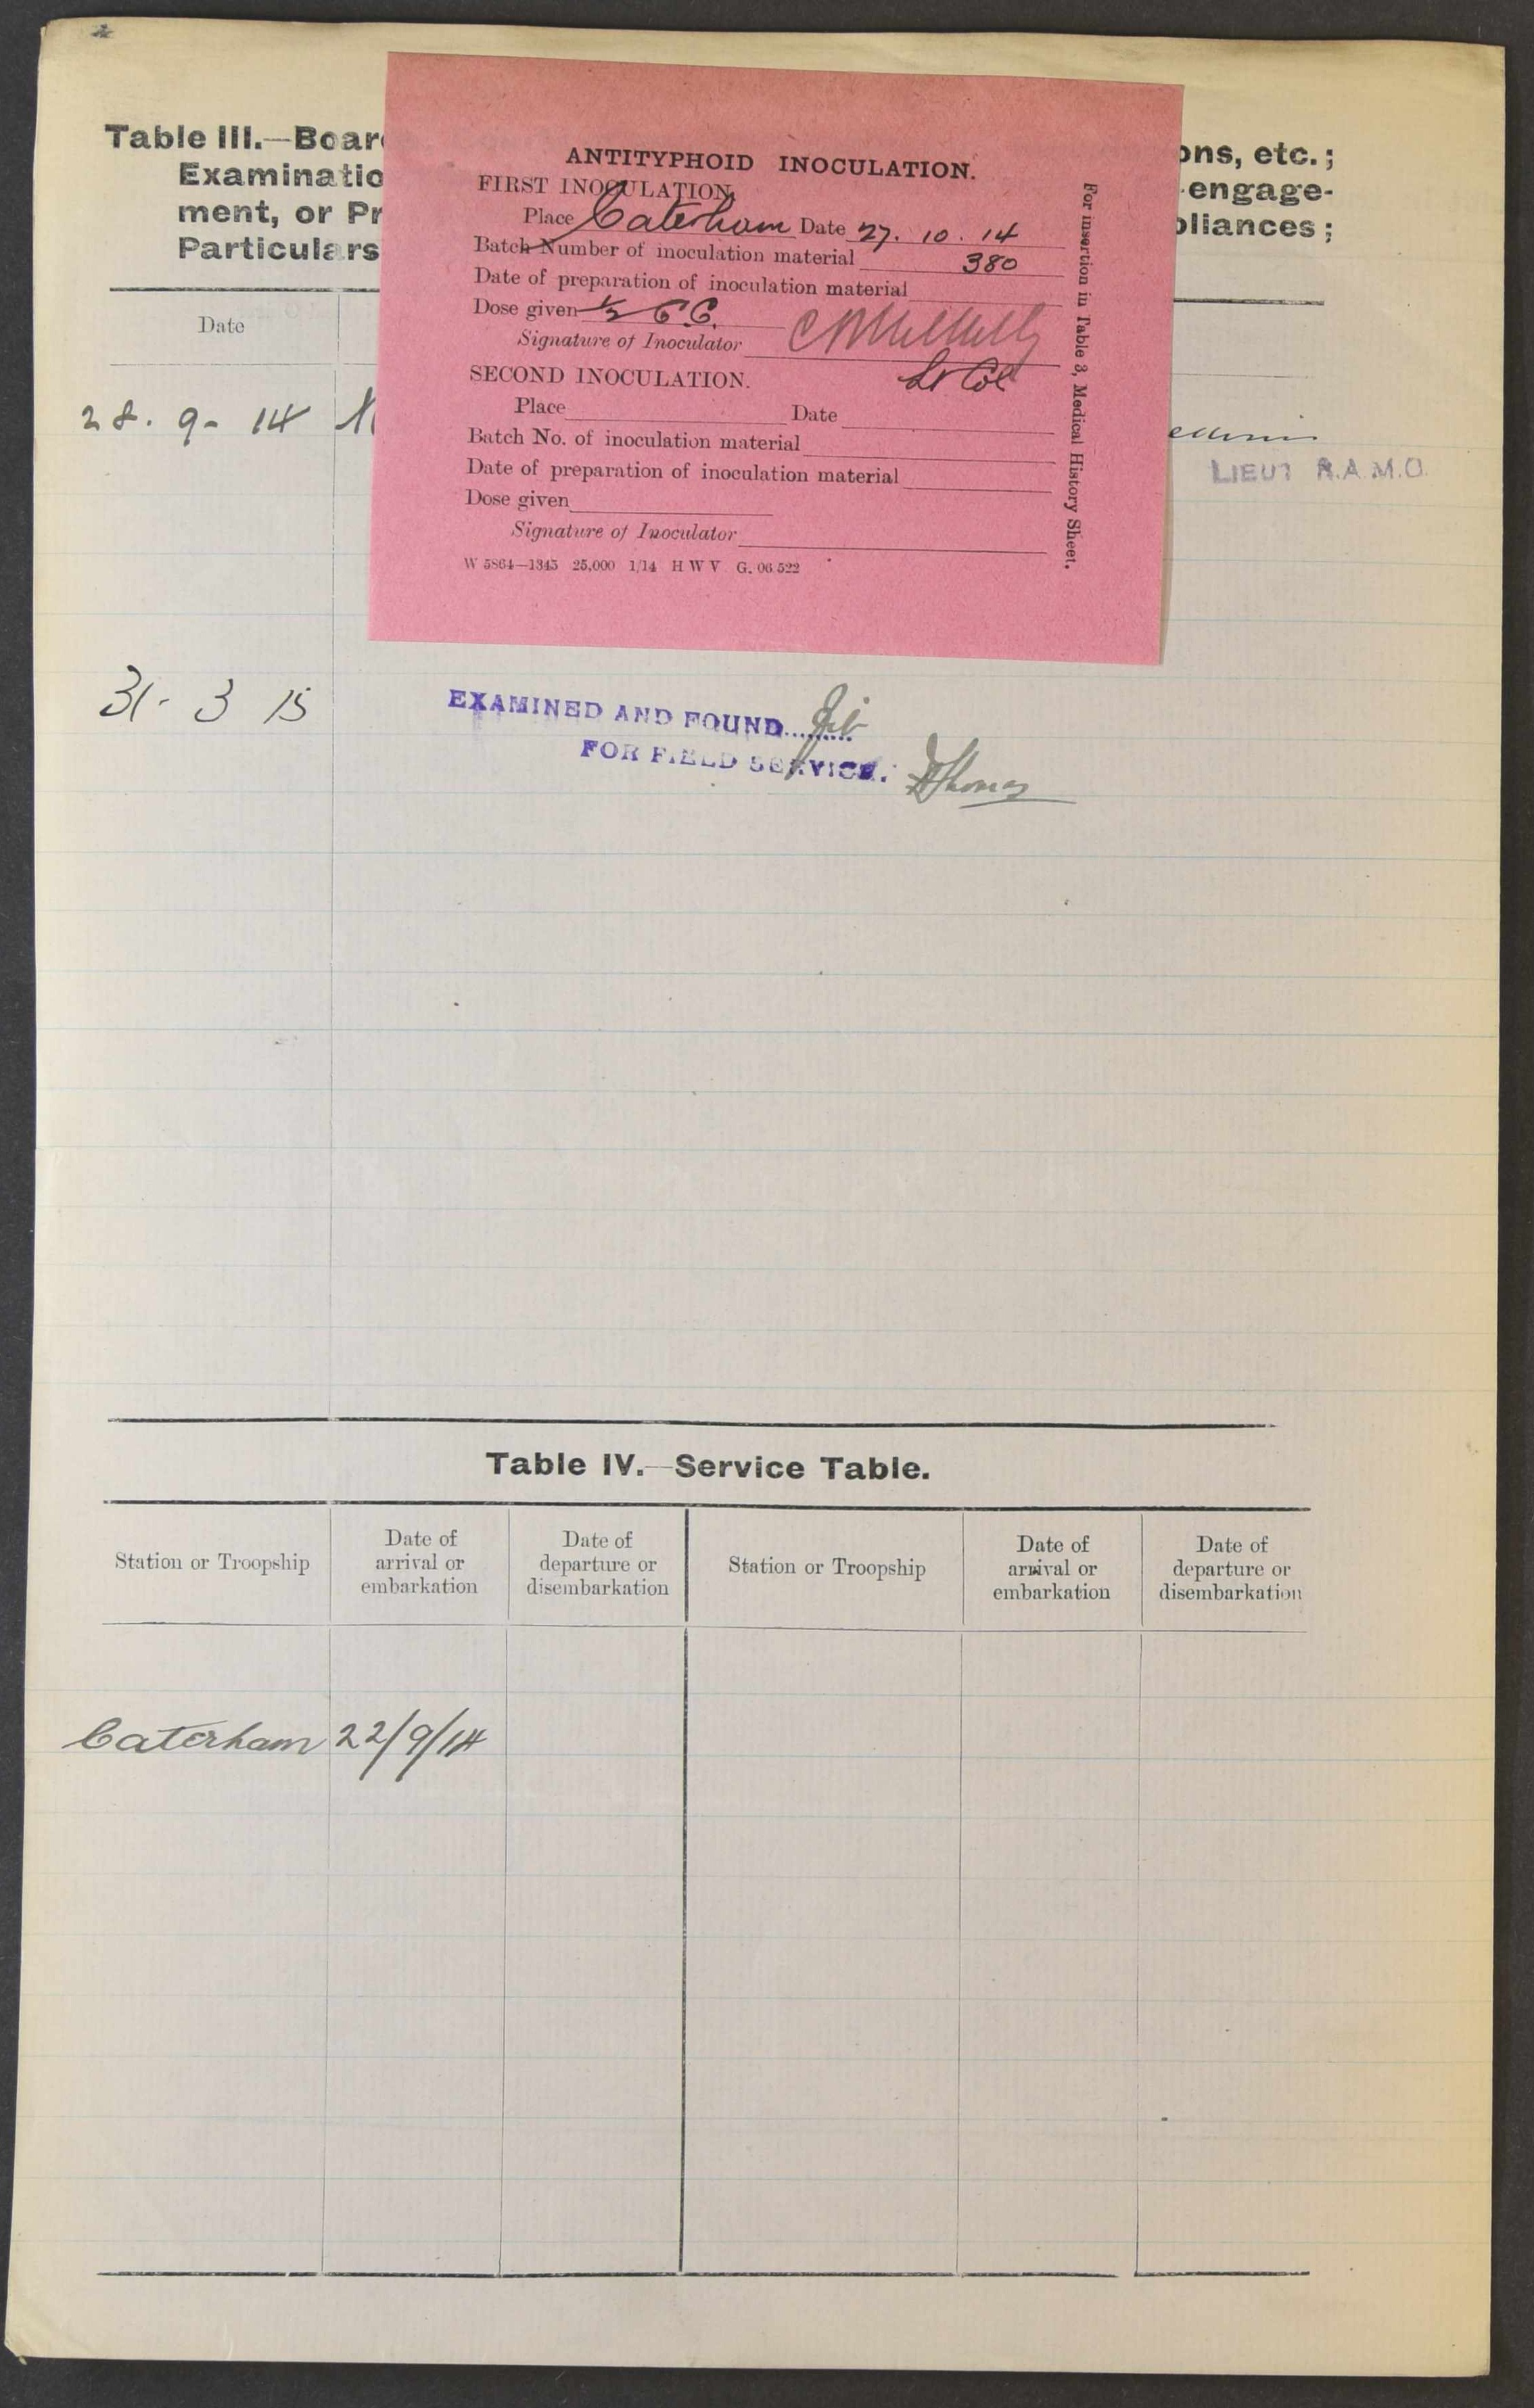 Table III.—Boar ons, etc. ;
Examinatio engage-
ment, or Pr pliances ;
Particulars
Date
28. 9- 14
LIEUT R.A.M.C.
ANTITYPHOID INOCULATION.
FIRST INOCULATION.
Place Caterham Date 27. 10. 14
Batch Number of inoculation material 380
Date of preparation of inoculation material
Dose given ½ CC.
Signature of Inoculator
Lt Col
SECOND INOCULATION.
Place Date
Batch No. of inoculation material
Date of preparation of inoculation material
Dose given
Signature of Inoculator
W 5864—1345 25,000 1/14 H W V G. 06 522
For insertion in Table 3, Medical History Sheet.
31- 3 15
EXAMINED AND FOUND......... fit
FOR FIELD SERVICE. Thomas
Table IV.—Service Table.
Station or Troopship
Date of
arrival or
embarkation
Date of
departure or
disembarkation
Station or Troopship
Date of
arrival or
embarkation
Date of
departure or
disembarkation
Caterham 22/9/14